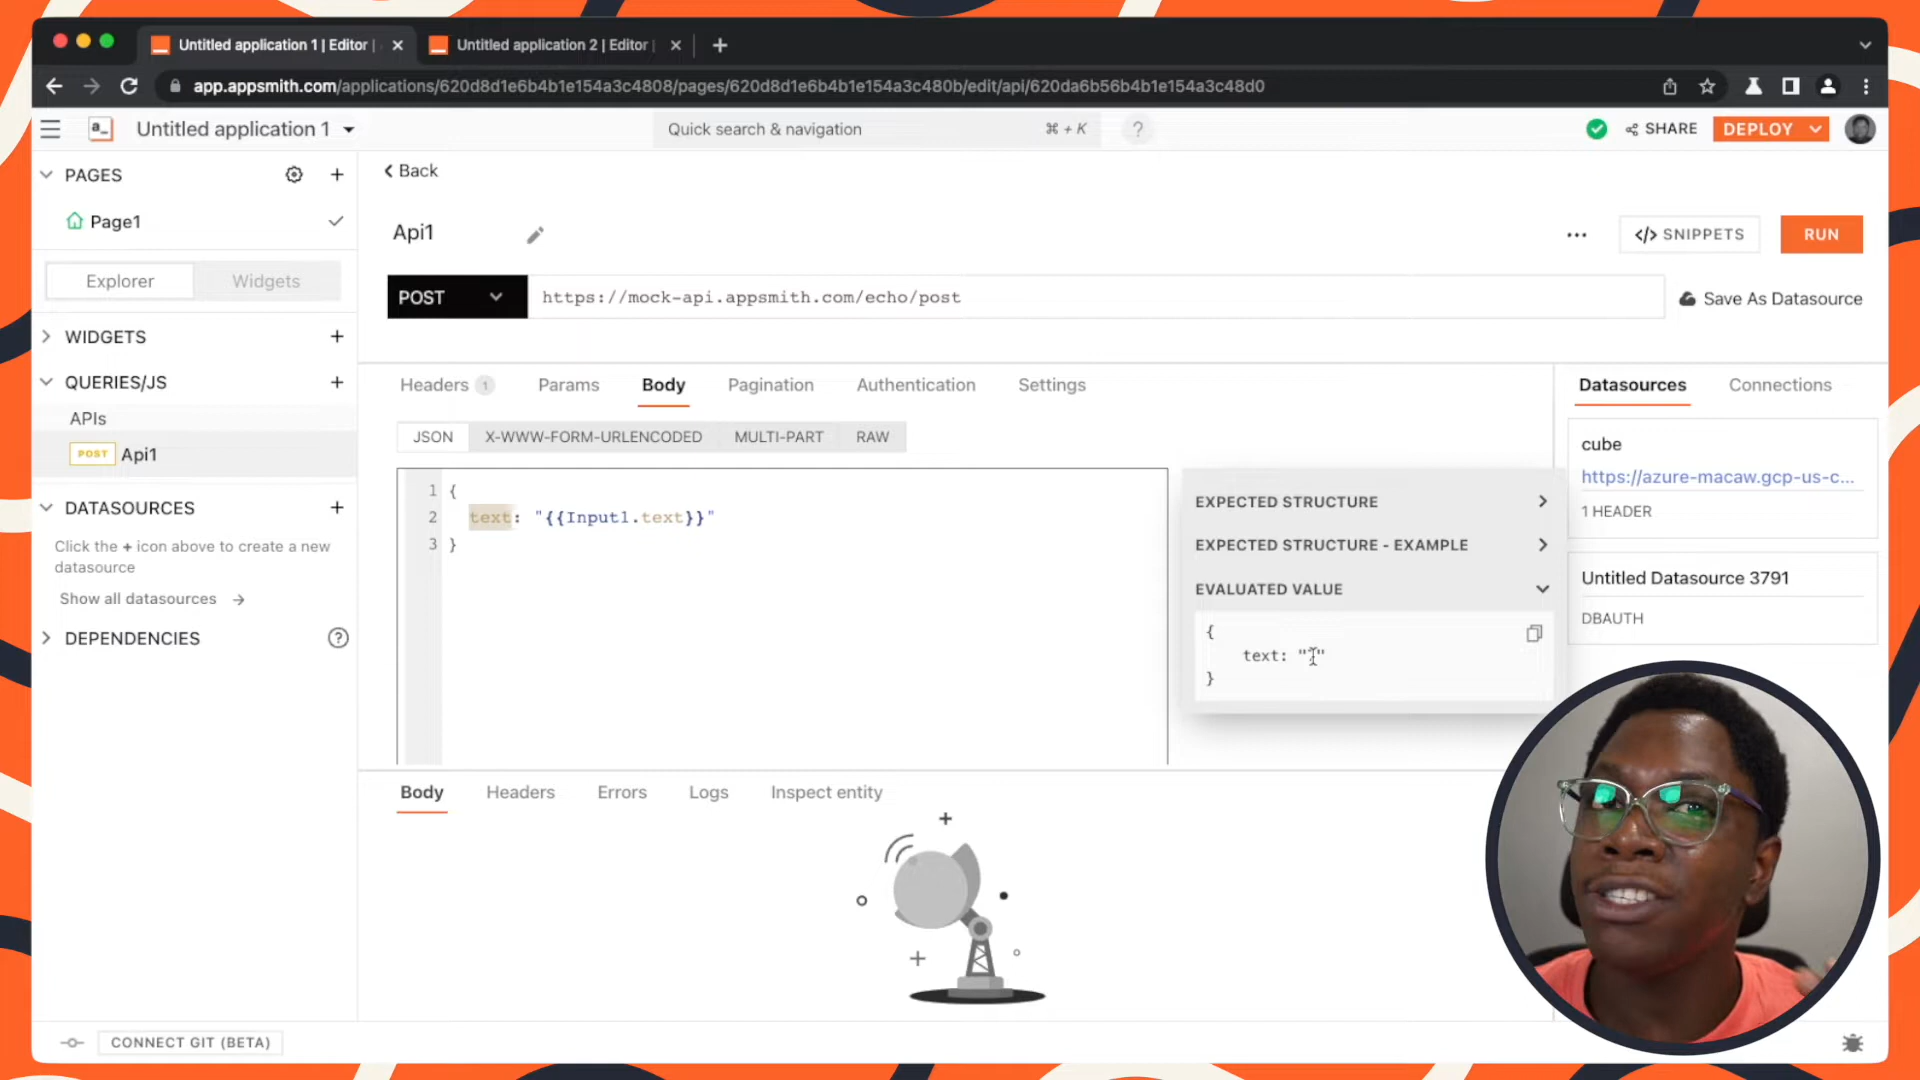 Untitled application 1 | Editor |
Untitled application 2 | Editor
app.appsmith.com/applications/620d8d1e6b4b1e154a3c4808/pages/620d8d1e6b4b1e154a3c480b/edit/api/620da6b56b4b1e154a3c48d0
a_
Untitled application 1
Quick search & navigation
⌘ + K
?
SHARE
DEPLOY
PAGES
Page1
Explorer
Widgets
WIDGETS
QUERIES/JS
APIs
POST Api1
DATASOURCES
Click the + icon above to create a new
datasource
Show all datasources
DEPENDENCIES
?
CONNECT GIT (BETA)
Back
Api1
</> SNIPPETS
RUN
POST
https://mock-api.appsmith.com/echo/post
Save As Datasource
Headers 1
Params
Body
Pagination
Authentication
Settings
JSON
X-WWW-FORM-URLENCODED
MULTI-PART
RAW
1 {
2 text: "{{Input1.text}}"
3 }
EXPECTED STRUCTURE
EXPECTED STRUCTURE - EXAMPLE
EVALUATED VALUE
{
text: ""
}
Datasources
Connections
cube
https://azure-macaw.gcp-us-c...
1 HEADER
Untitled Datasource 3791
DBAUTH
Body
Headers
Errors
Logs
Inspect entity